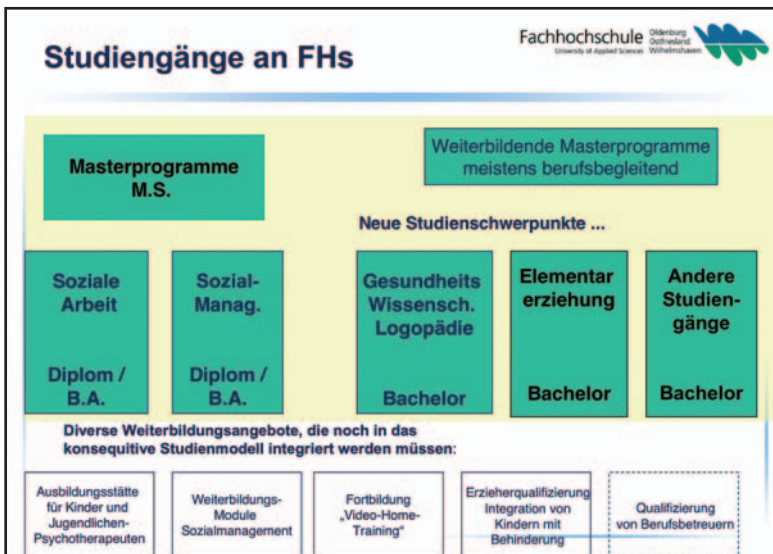 Studiengänge an FHs
Fachhochschule
University of Applied Sciences
Oldenburg
Ostfriesland
Wilhelmshaven
Masterprogramme
M.S.
Weiterbildende Masterprogramme
meistens berufsbegleitend
Neue Studienschwerpunkte ...
Soziale
Arbeit
Diplom /
B.A.
Sozial-
Manag.
Diplom /
B.A.
Gesundheits
Wissensch.
Logopädie
Bachelor
Elementar
erziehung
Bachelor
Andere
Studien-
gänge
Bachelor
Diverse Weiterbildungsangebote, die noch in das
konsequitive Studienmodell integriert werden müssen:
Ausbildungsstätte
für Kinder und
Jugendlichen-
Psychotherapeuten
Weiterbildungs-
Module
Sozialmanagement
Fortbildung
„Video-Home-
Training“
Erzieherqualifizierung
Integration von
Kindern mit
Behinderung
Qualifizierung
von Berufsbetreuern